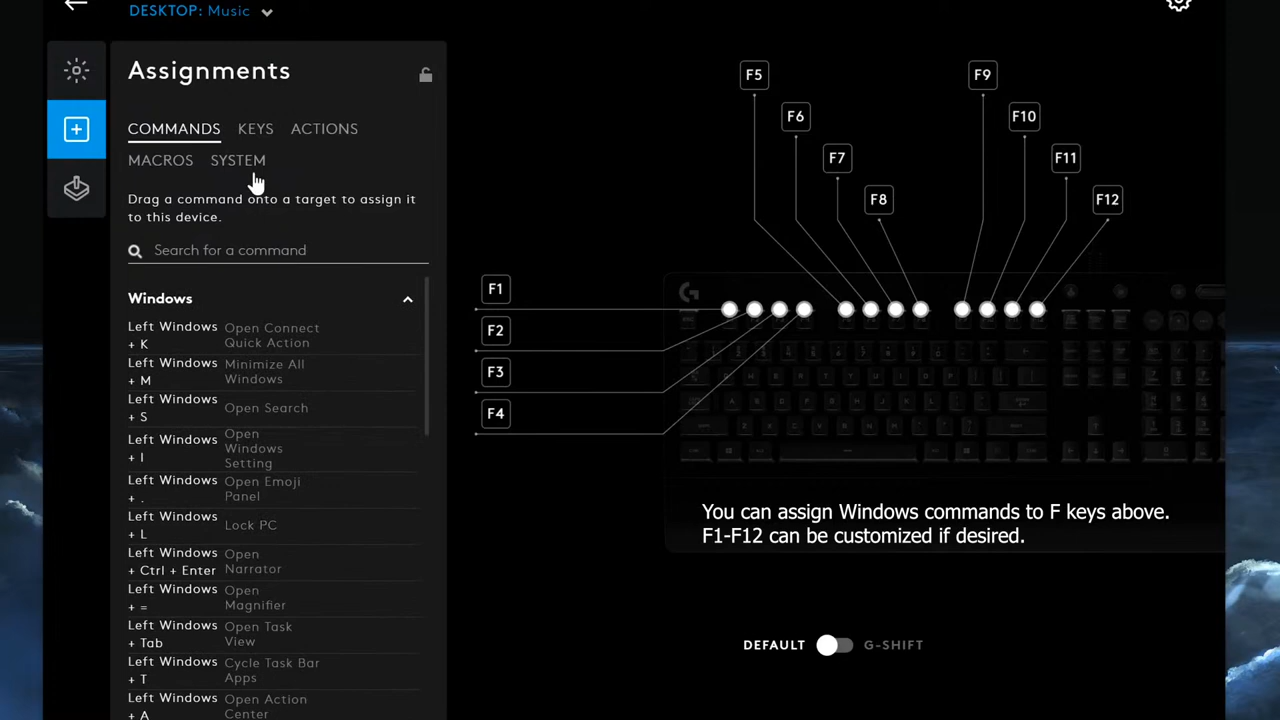 DESKTOP: Music
Assignments
COMMANDS KEYS ACTIONS
MACROS SYSTEM
Drag a command onto a target to assign it
to this device.
Search for a command
Windows
Left Windows + K
Open Connect Quick Action
Left Windows + M
Minimize All Windows
Left Windows + S
Open Search
Left Windows + I
Open Windows Setting
Left Windows + .
Open Emoji Panel
Left Windows + L
Lock PC
Left Windows + Ctrl + Enter
Open Narrator
Left Windows + =
Open Magnifier
Left Windows + Tab
Open Task View
Left Windows + T
Cycle Task Bar Apps
Left Windows + A
Open Action Center
F5
F9
F6
F10
F7
F11
F8
F12
F1
F2
F3
F4
You can assign Windows commands to F keys above.
F1-F12 can be customized if desired.
DEFAULT G-SHIFT